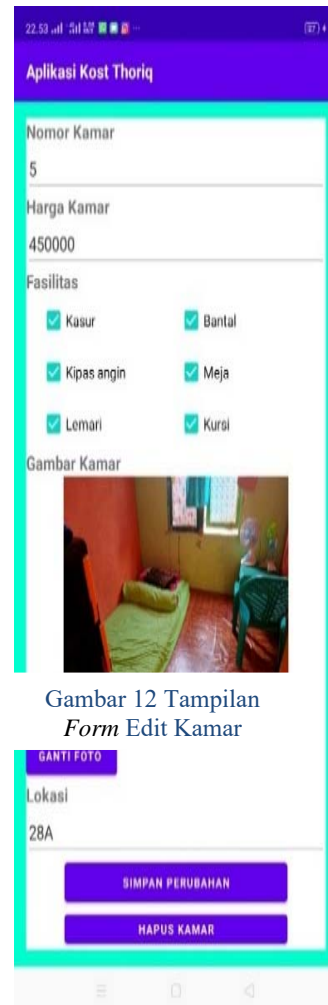 22.53
Aplikasi Kost Thoriq
Nomor Kamar
5
Harga Kamar
450000
Fasilitas
Kasur
Bantal
Kipas angin
Meja
Lemari
Kursi
Gambar Kamar
Gambar 12 Tampilan
Form Edit Kamar
GANTI FOTO
Lokasi
28A
SIMPAN PERUBAHAN
HAPUS KAMAR